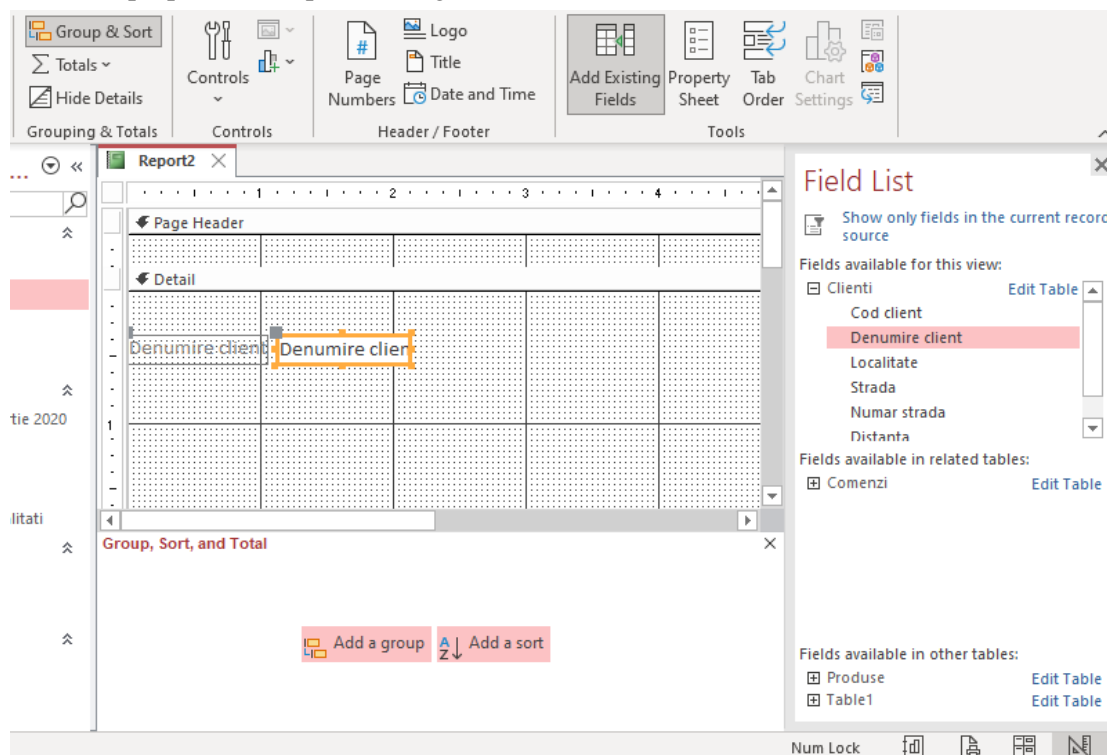 Group & Sort
Totals
Hide Details
Grouping & Totals
Controls
Controls
#
Page Numbers
Logo
Title
Date and Time
Header / Footer
Add Existing Fields
Property Sheet
Tab Order
Chart Settings
Tools
...
tie 2020
litati
Report2
1 2 3 4
Page Header
Detail
1
Denumire client
Denumire clien
Group, Sort, and Total
Add a group
Add a sort
Field List
Show only fields in the current record
source
Fields available for this view:
Clienti Edit Table
Cod client
Denumire client
Localitate
Strada
Numar strada
Distanta
Fields available in related tables:
Comenzi Edit Table
Fields available in other tables:
Produse Edit Table
Table1 Edit Table
Num Lock